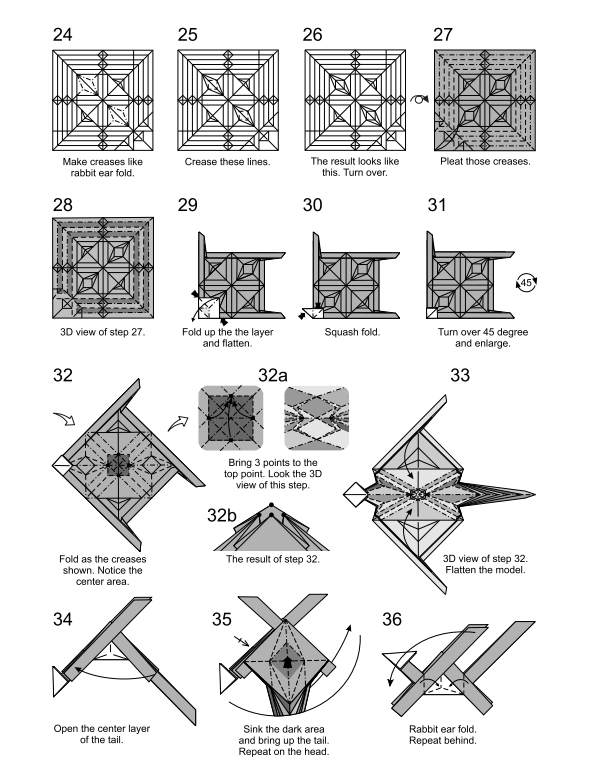 24
25
26
27
Make creases like
rabbit ear fold.
Crease these lines.
The result looks like
this. Turn over.
Pleat those creases.
28
29
30
31
45
3D view of step 27.
Fold up the the layer
and flatten.
Squash fold.
Turn over 45 degree
and enlarge.
32
32a
33
Bring 3 points to the
top point. Look the 3D
view of this step.
32b
Fold as the creases
shown. Notice the
center area.
The result of step 32.
3D view of step 32.
Flatten the model.
34
35
36
Open the center layer
of the tail.
Sink the dark area
and bring up the tail.
Repeat on the head.
Rabbit ear fold.
Repeat behind.